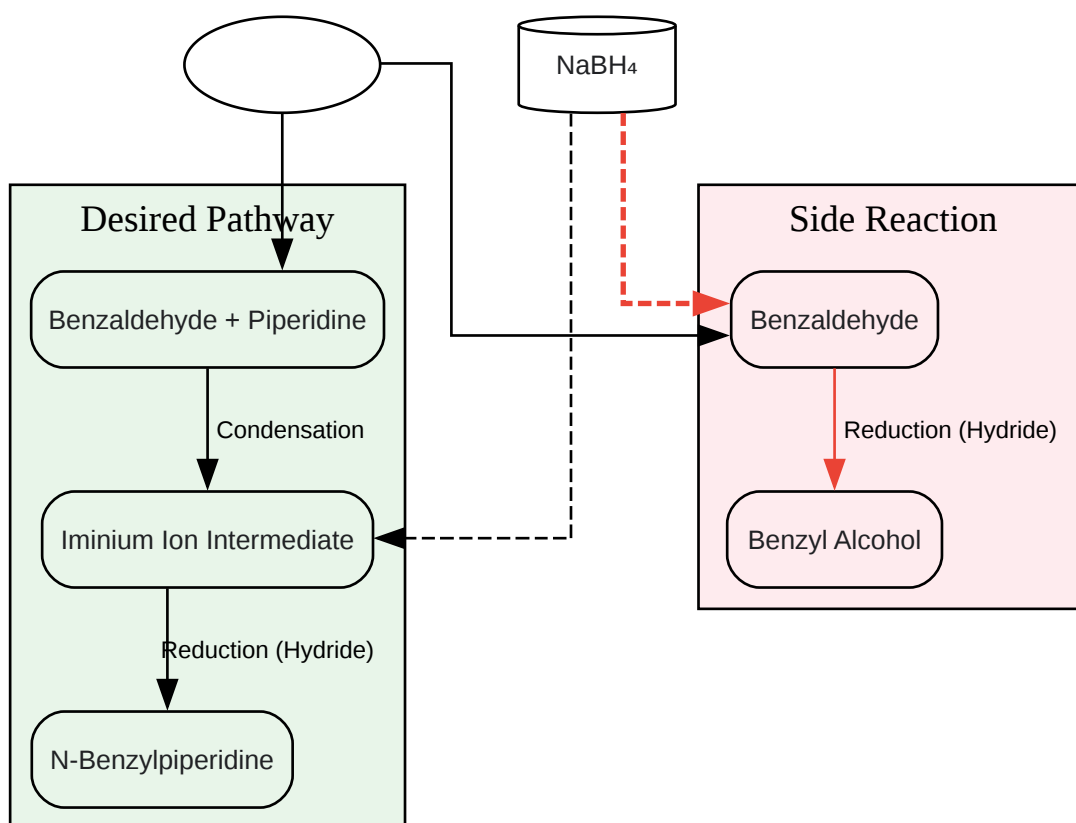 NaBH₄
Desired Pathway
Side Reaction
Benzaldehyde + Piperidine
Benzaldehyde
Condensation
Reduction (Hydride)
Iminium Ion Intermediate
Benzyl Alcohol
Reduction (Hydride)
N-Benzylpiperidine